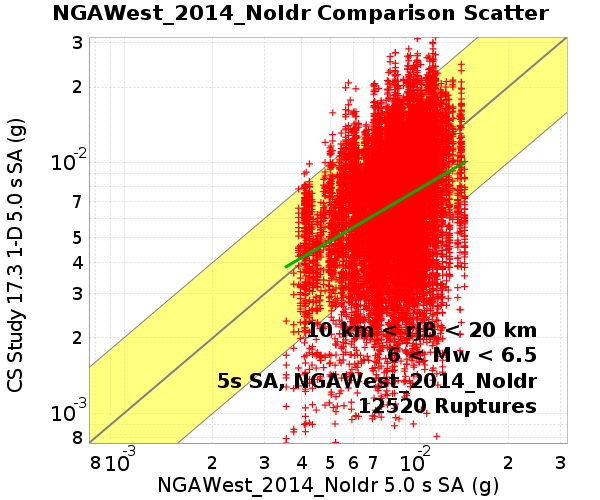 NGAWest_2014_NoIdr Comparison Scatter
CS Study 17.3 1-D 5.0 s SA (g)
3
2
10-2
7
5
4
3
2
10-3
8
10 km < rJB < 20 km
6 < Mw < 6.5
5s SA, NGAWest_2014_NoIdr
12520 Ruptures
8 10-3 2 3 4 5 6 7 10-2 2 3
NGAWest_2014_NoIdr 5.0 s SA (g)